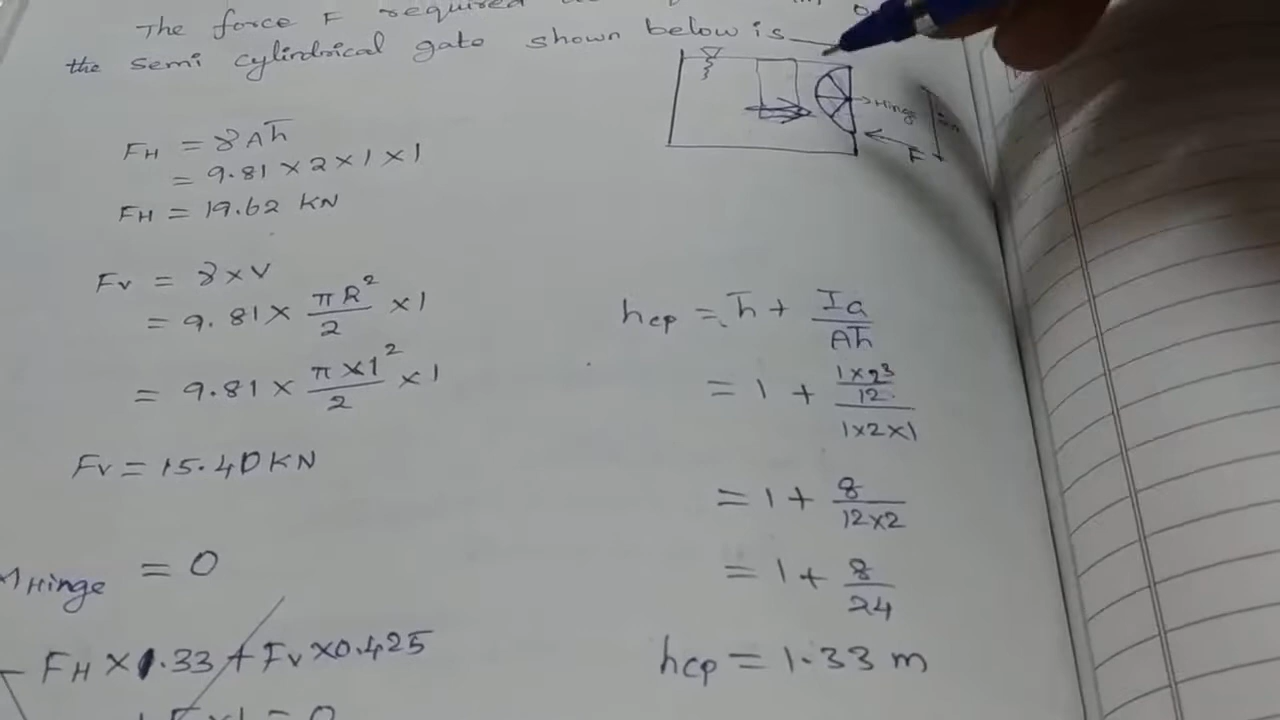 The force F required
the semi cylindrical gate shown below is
Hinge
F
FH = γAh̄
= 9.81 × 2 × 1 × 1
FH = 19.62 KN
Fv = γ × V
= 9.81 × πR²/2 × 1
= 9.81 × π×1²/2 × 1
Fv = 15.40 KN
Hinge = 0
FH × 0.33 + Fv × 0.425
× 1 = 0
hcp = h̄ + IG/Ah̄
= 1 + (1×2³/12)/(1×2×1)
= 1 + 8/(12×2)
= 1 + 8/24
hcp = 1.33 m